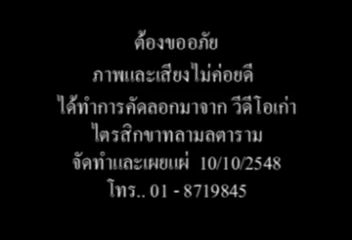 ต้องขออภัย
ภาพและเสียงไม่ค่อยดี
ได้ทำการคัดลอกมาจาก วีดีโอเก่า
ไตรสิกขาทลามลตาราม
จัดทำและเผยแผ่ 10/10/2548
โทร.. 01 - 8719845